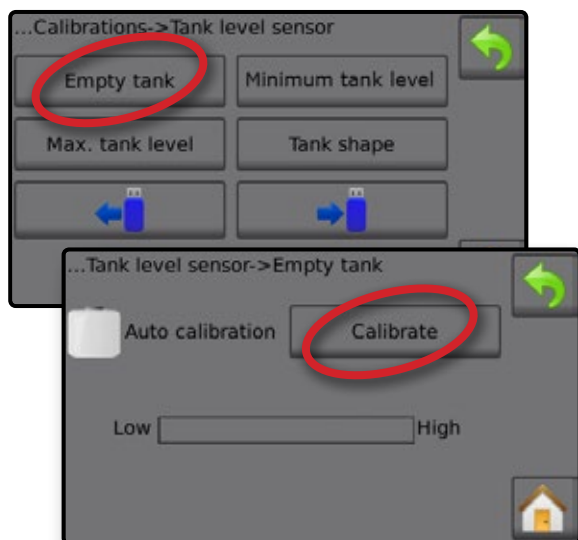 ...Calibrations->Tank level sensor
Empty tank
Minimum tank level
Max. tank level
Tank shape
...Tank level sensor->Empty tank
Auto calibration
Calibrate
Low
High